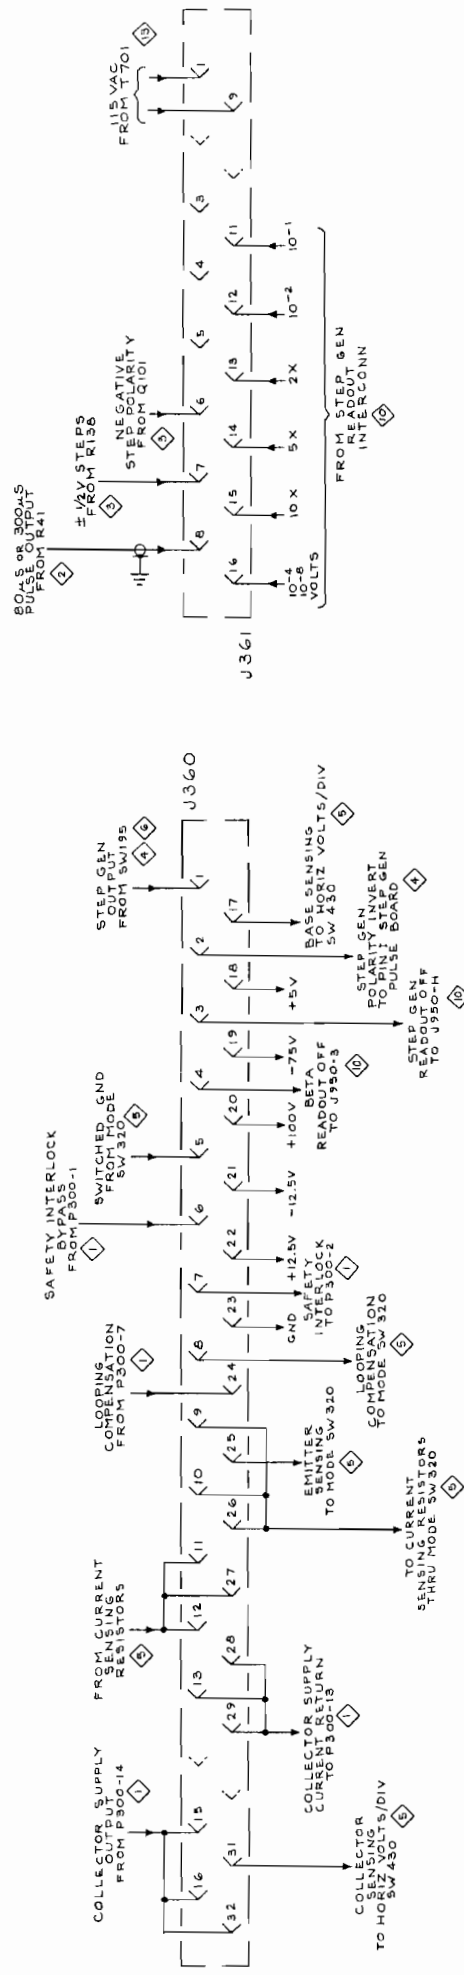 COLLECTOR SUPPLY
OUTPUT
FROM P300-14
1
FROM CURRENT
SENSING
RESISTORS
5
LOOPING
COMPENSATION
FROM P300-7
1
SAFETY INTERLOCK
BYPASS
FROM P300-1
1
SWITCHED GND
FROM MODE
SW 320
5
STEP GEN
OUTPUT
FROM SW195
4 6
J360
16
15
13
12
11
10
9
8
7
6
5
4
3
2
1
32
31
29
28
27
26
25
24
23
22
21
20
19
18
17
COLLECTOR
SENSING
TO HORIZ VOLTS/DIV
SW 430
5
COLLECTOR SUPPLY
CURRENT RETURN
TO P300-13
1
TO CURRENT
SENSING RESISTORS
THRU MODE SW320
5
EMITTER
SENSING
TO MODE SW320
5
LOOPING
COMPENSATION
TO MODE SW 320
5
GND
SAFETY
INTERLOCK
TO P300-2
1
+12.5V
-12.5V
+100V
BETA
READOUT OFF
TO J950-3
10
-75V
STEP GEN
READOUT OFF
TO J950-H
10
+5V
STEP GEN
POLARITY INVERT
TO PIN I STEP GEN
PULSE BOARD
4
BASE SENSING
TO HORIZ VOLTS/DIV
SW 430
5
80µS OR 300µS
PULSE OUTPUT
FROM R41
2
± 1/2V STEPS
FROM R138
3
NEGATIVE
STEP POLARITY
FROM Q101
3
115 VAC
FROM T701
13
J361
8
7
6
5
4
3
1
16
15
14
13
12
11
9
10-4
10-8
VOLTS
10 X
5 X
2 X
10-2
10-1
FROM STEP GEN
READOUT
INTERCONN
10